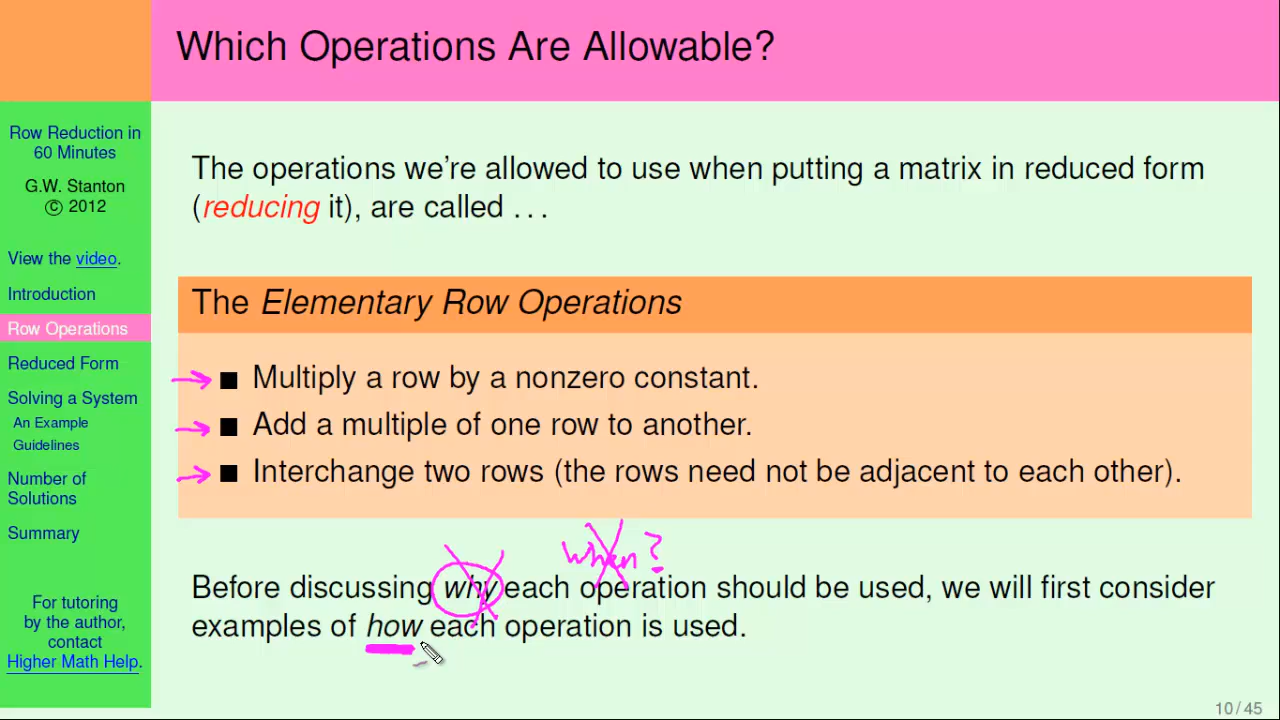 Which Operations Are Allowable?
Row Reduction in
60 Minutes
G.W. Stanton
© 2012
View the video.
Introduction
Row Operations
Reduced Form
Solving a System
An Example
Guidelines
Number of
Solutions
Summary
For tutoring
by the author,
contact
Higher Math Help.
The operations we're allowed to use when putting a matrix in reduced form
(reducing it), are called . . .
The Elementary Row Operations
→ ■ Multiply a row by a nonzero constant.
→ ■ Add a multiple of one row to another.
→ ■ Interchange two rows (the rows need not be adjacent to each other).
when?
Before discussing why each operation should be used, we will first consider
examples of how each operation is used.
10 / 45